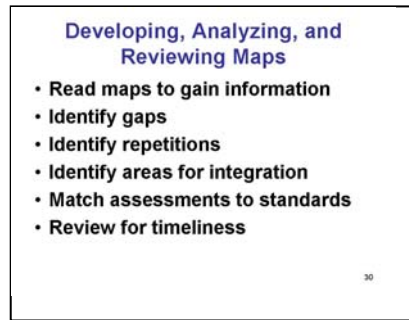 Developing, Analyzing, and
Reviewing Maps
• Read maps to gain information
• Identify gaps
• Identify repetitions
• Identify areas for integration
• Match assessments to standards
• Review for timeliness
30